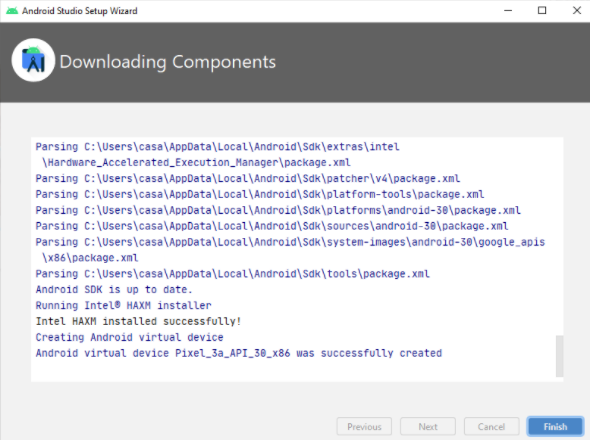 Android Studio Setup Wizard
Downloading Components
Parsing C:\Users\casa\AppData\Local\Android\Sdk\extras\intel
\Hardware_Accelerated_Execution_Manager\package.xml
Parsing C:\Users\casa\AppData\Local\Android\Sdk\patcher\v4\package.xml
Parsing C:\Users\casa\AppData\Local\Android\Sdk\platform-tools\package.xml
Parsing C:\Users\casa\AppData\Local\Android\Sdk\platforms\android-30\package.xml
Parsing C:\Users\casa\AppData\Local\Android\Sdk\sources\android-30\package.xml
Parsing C:\Users\casa\AppData\Local\Android\Sdk\system-images\android-30\google_apis
\x86\package.xml
Parsing C:\Users\casa\AppData\Local\Android\Sdk\tools\package.xml
Android SDK is up to date.
Running Intel® HAXM installer
Intel HAXM installed successfully!
Creating Android virtual device
Android virtual device Pixel_3a_API_30_x86 was successfully created
Previous Next Cancel Finish